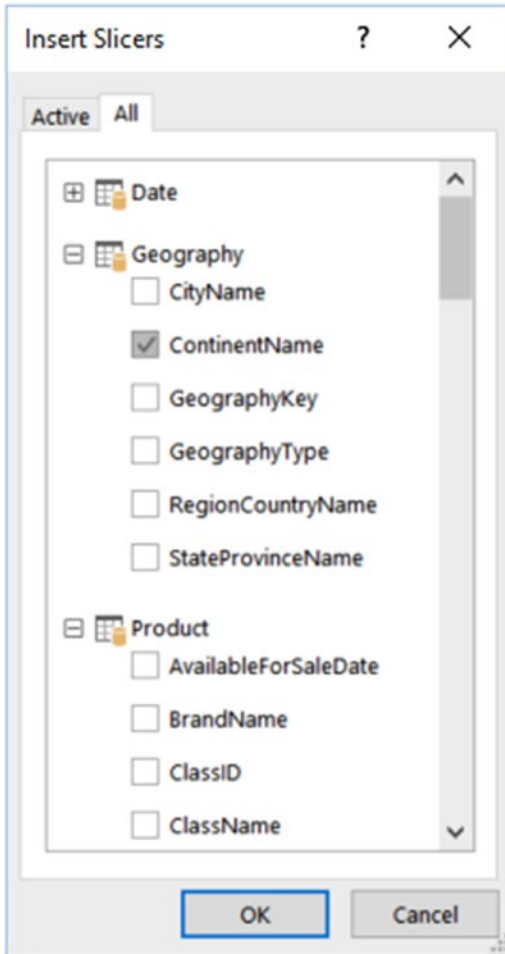 Insert Slicers ?
Active All
Date
Geography
CityName
ContinentName
GeographyKey
GeographyType
RegionCountryName
StateProvinceName
Product
AvailableForSaleDate
BrandName
ClassID
ClassName
OK Cancel